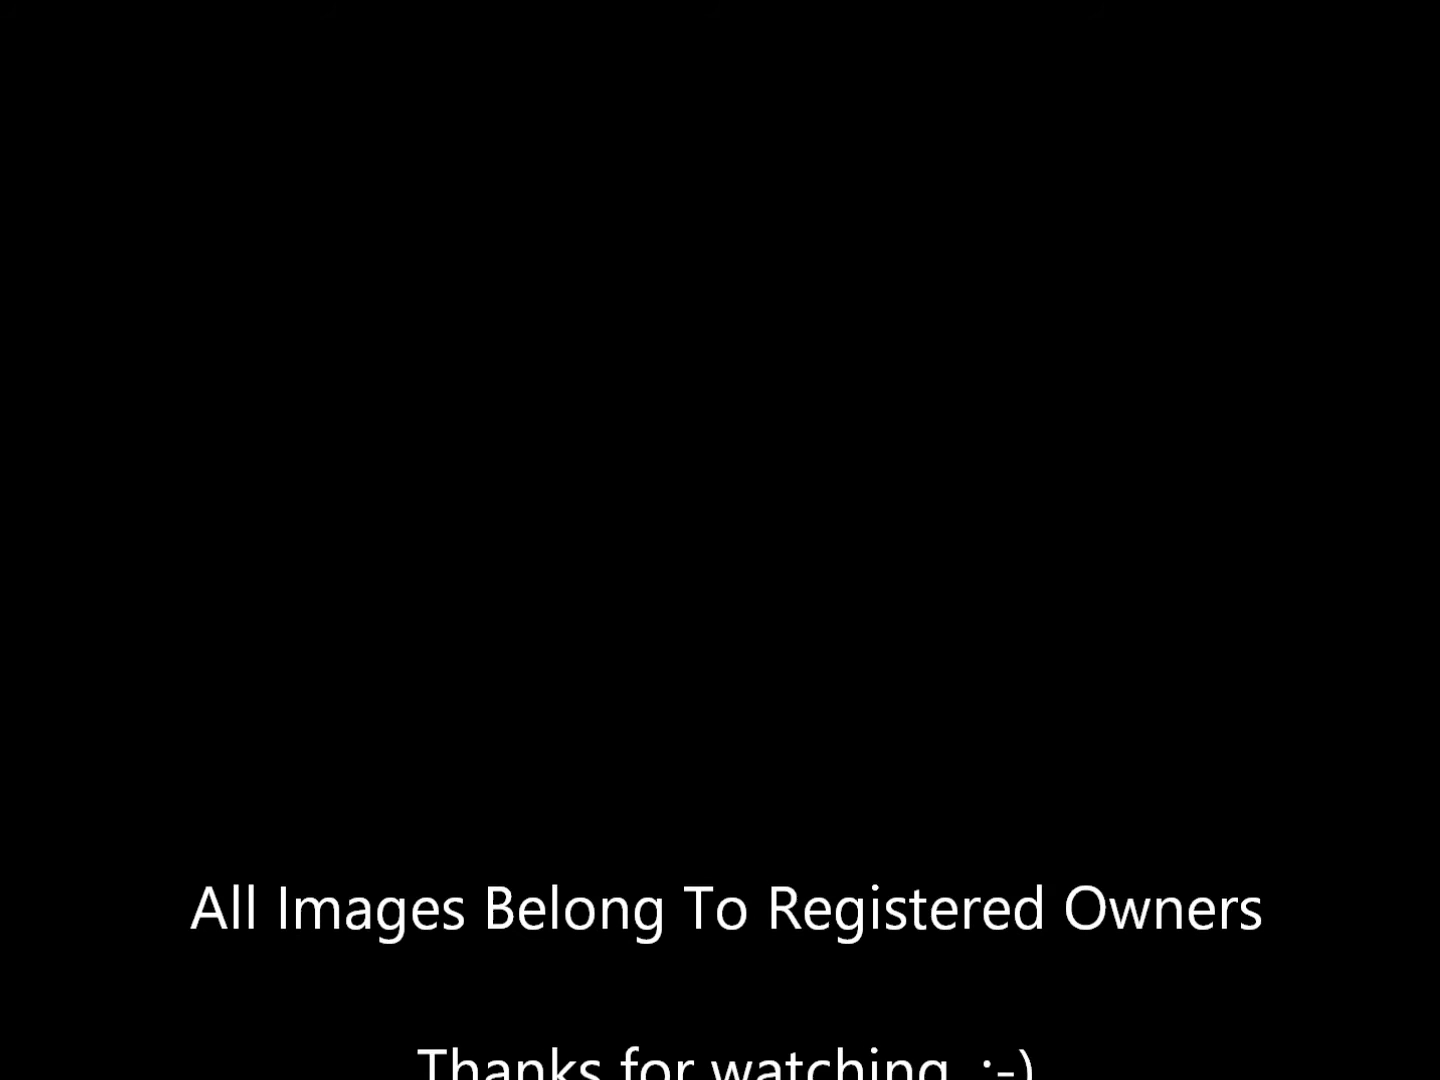 All Images Belong To Registered Owners
Thanks for watching :-)